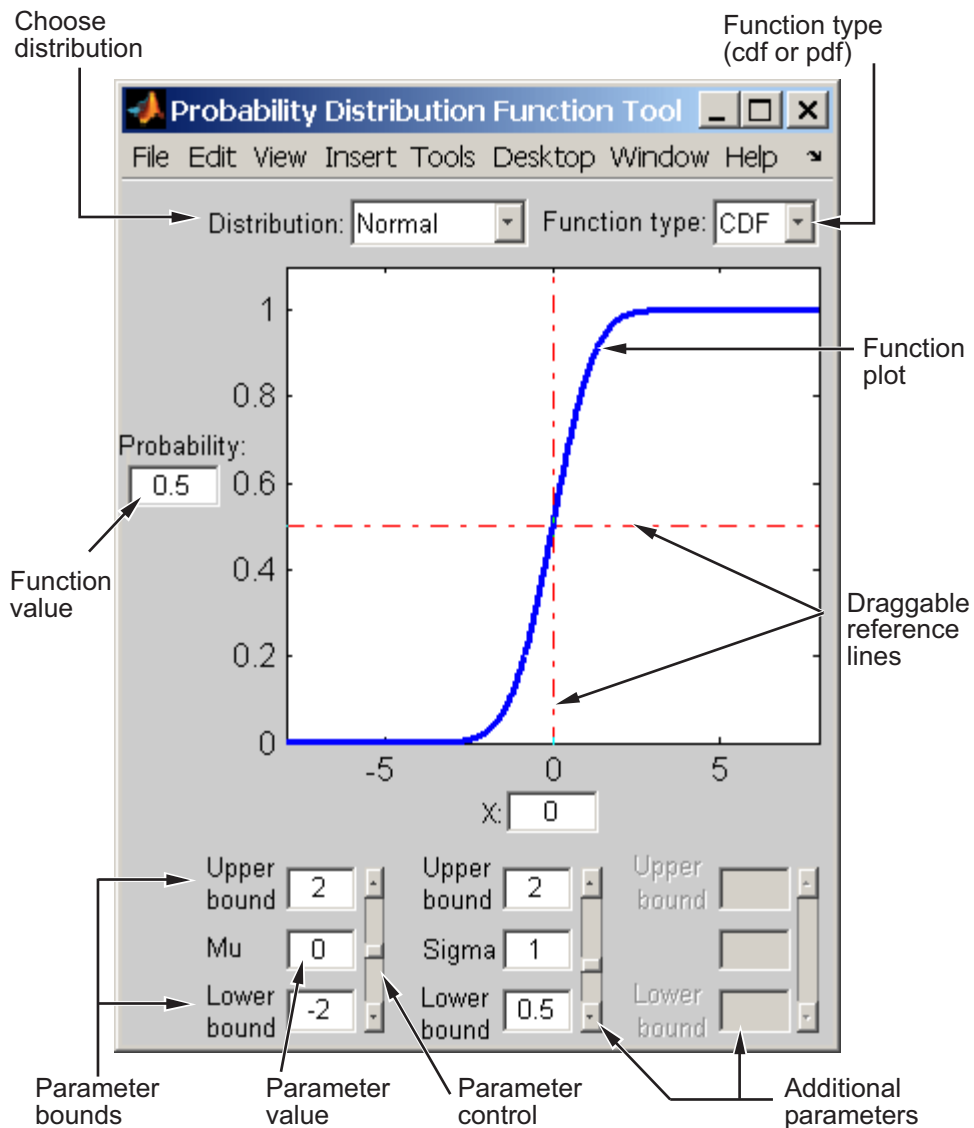 Choose
distribution
Function type
(cdf or pdf)
Probability Distribution Function Tool
File Edit View Insert Tools Desktop Window Help
Distribution: Normal Function type: CDF
1
0.8
0.6
0.4
0.2
0
Probability:
0.5
Function
plot
Function
value
Draggable
reference
lines
-5 0 5
X: 0
Upper
bound 2
Mu 0
Lower
bound -2
Upper
bound 2
Sigma 1
Lower
bound 0.5
Upper
bound
Lower
bound
Parameter
bounds
Parameter
value
Parameter
control
Additional
parameters